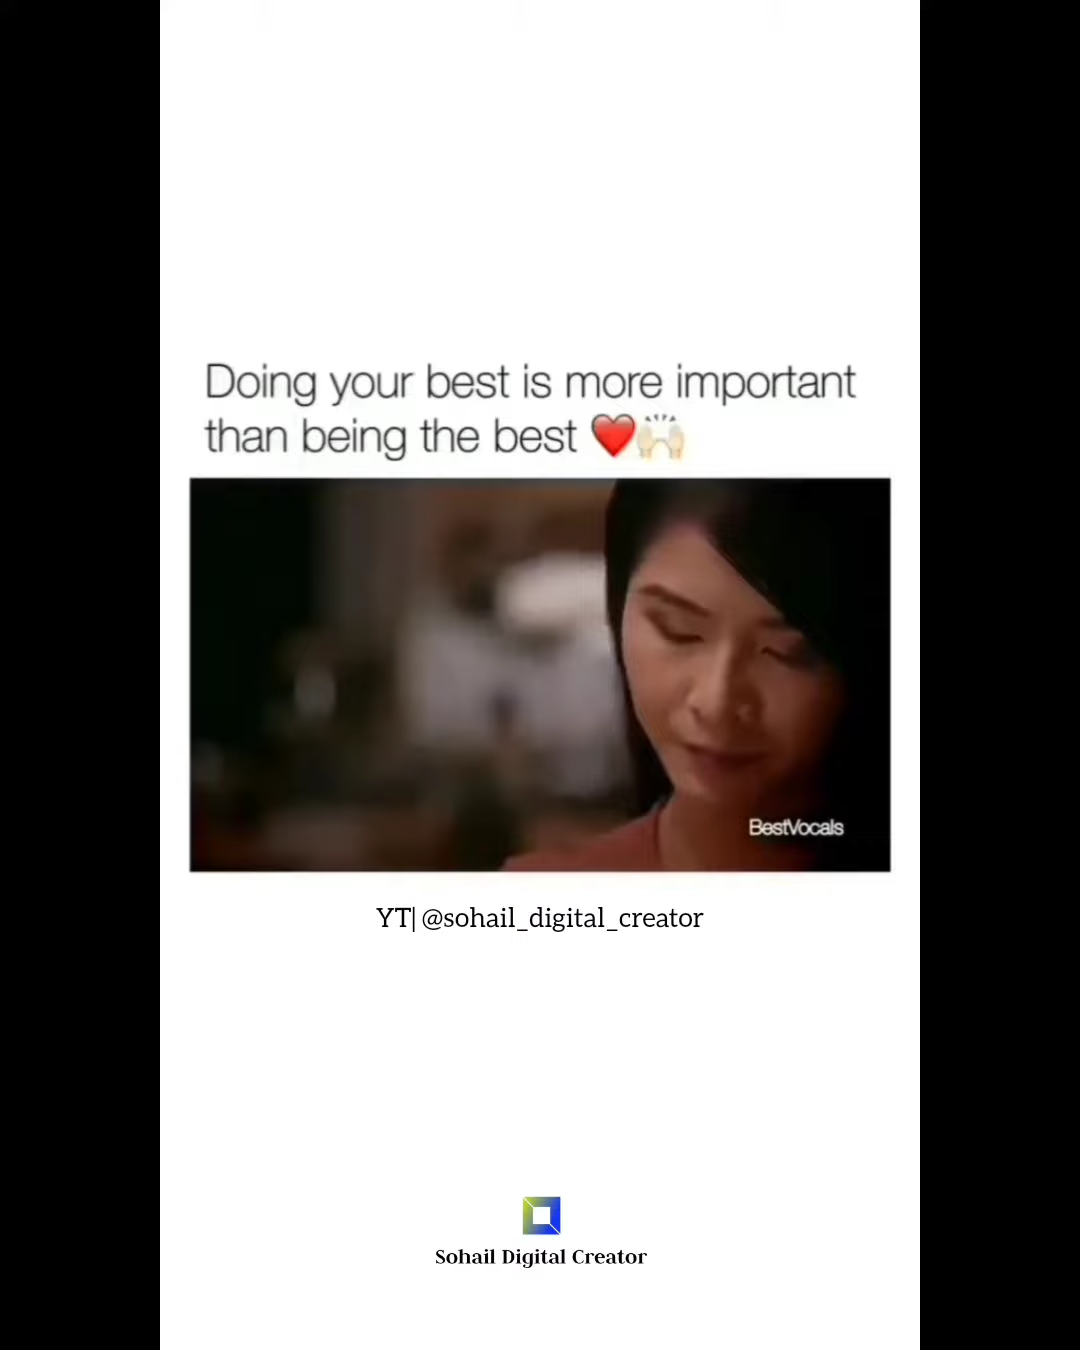 Doing your best is more important
than being the best ❤️🙌🏻
BestVocals
YT| @sohail_digital_creator
Sohail Digital Creator